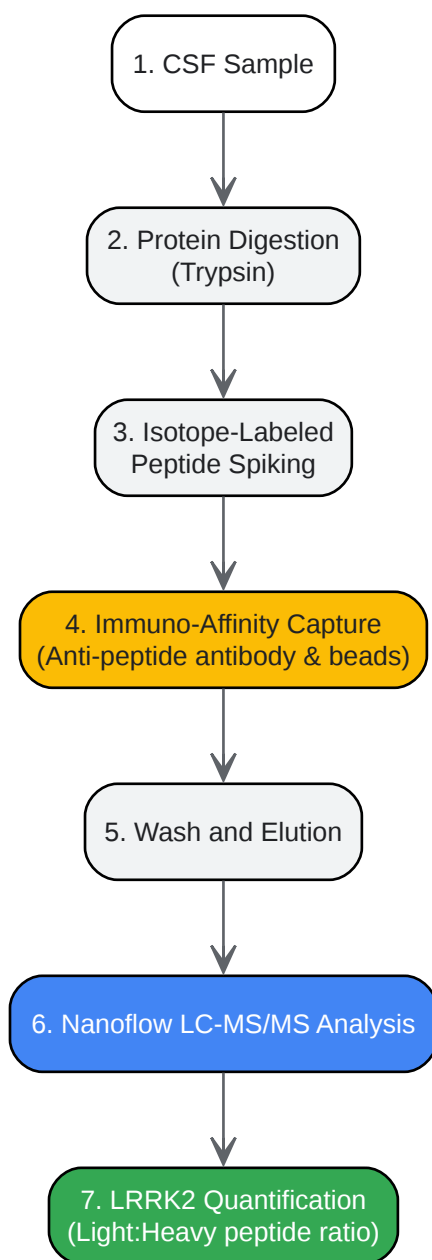 1. CSF Sample
2. Protein Digestion
(Trypsin)
3. Isotope-Labeled
Peptide Spiking
4. Immuno-Affinity Capture
(Anti-peptide antibody & beads)
5. Wash and Elution
6. Nanoflow LC-MS/MS Analysis
7. LRRK2 Quantification
(Light:Heavy peptide ratio)